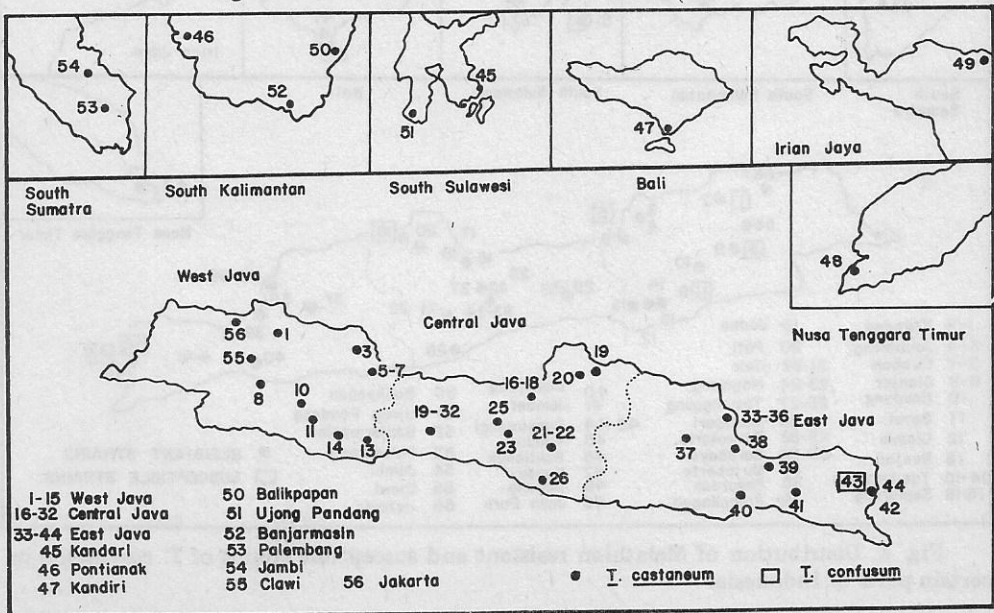 46
50
54
45
49
53
52
51
47
Irian Jaya
South Sumatra
South Kalimantan
South Sulawesi
Bali
48
West Java
Central Java
Nusa Tenggara Timur
56
1
3
19
55
5-7
20
16-18
8
10
19-32
25
33-36
East Java
11
21-22
38
14
13
23
37
39
26
43
44
40
41
42
1-15 West Java
16-32 Central Java
33-44 East Java
45 Kandari
46 Pontianak
47 Kandiri
50 Balikpapan
51 Ujong Pandang
52 Banjarmasin
53 Palembang
54 Jambi
55 Clawi
56 Jakarta
T. castaneum
T. confusum